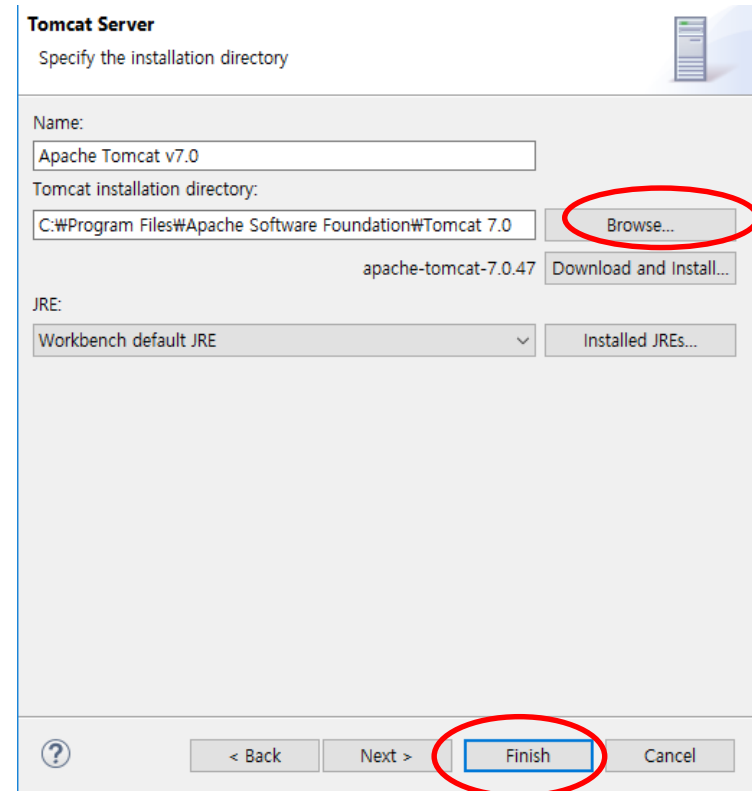 Tomcat Server
Specify the installation directory
Name:
Apache Tomcat v7.0
Tomcat installation directory:
C:₩Program Files₩Apache Software Foundation₩Tomcat 7.0 Browse...
apache-tomcat-7.0.47 Download and Install...
JRE:
Workbench default JRE Installed JREs...
? < Back Next > Finish Cancel